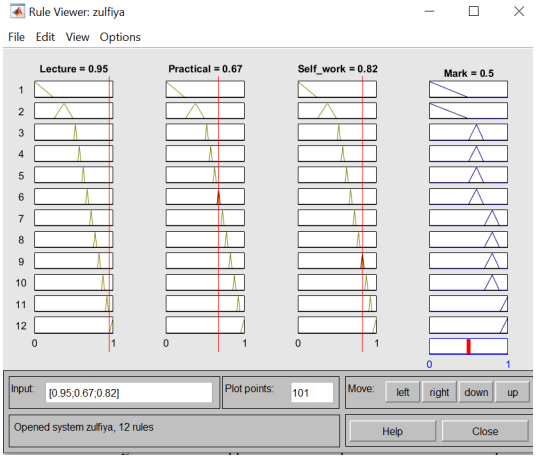 Rule Viewer: zulfiya
File Edit View Options
Lecture = 0.95 Practical = 0.67 Self_work = 0.82 Mark = 0.5
1
2
3
4
5
6
7
8
9
10
11
12
0 1 0 1 0 1
0 1
Input: [0.95;0.67;0.82] Plot points: 101 Move: left right down up
Opened system zulfiya, 12 rules
Help Close